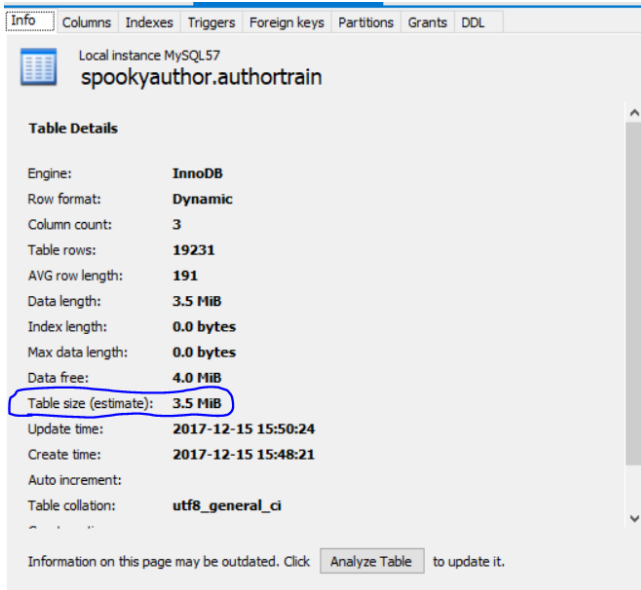 Info Columns Indexes Triggers Foreign keys Partitions Grants DDL
Local instance MySQL57
spookyauthor.authortrain
Table Details
Engine: InnoDB
Row format: Dynamic
Column count: 3
Table rows: 19231
AVG row length: 191
Data length: 3.5 MiB
Index length: 0.0 bytes
Max data length: 0.0 bytes
Data free: 4.0 MiB
Table size (estimate): 3.5 MiB
Update time: 2017-12-15 15:50:24
Create time: 2017-12-15 15:48:21
Auto increment:
Table collation: utf8_general_ci
Information on this page may be outdated. Click Analyze Table to update it.